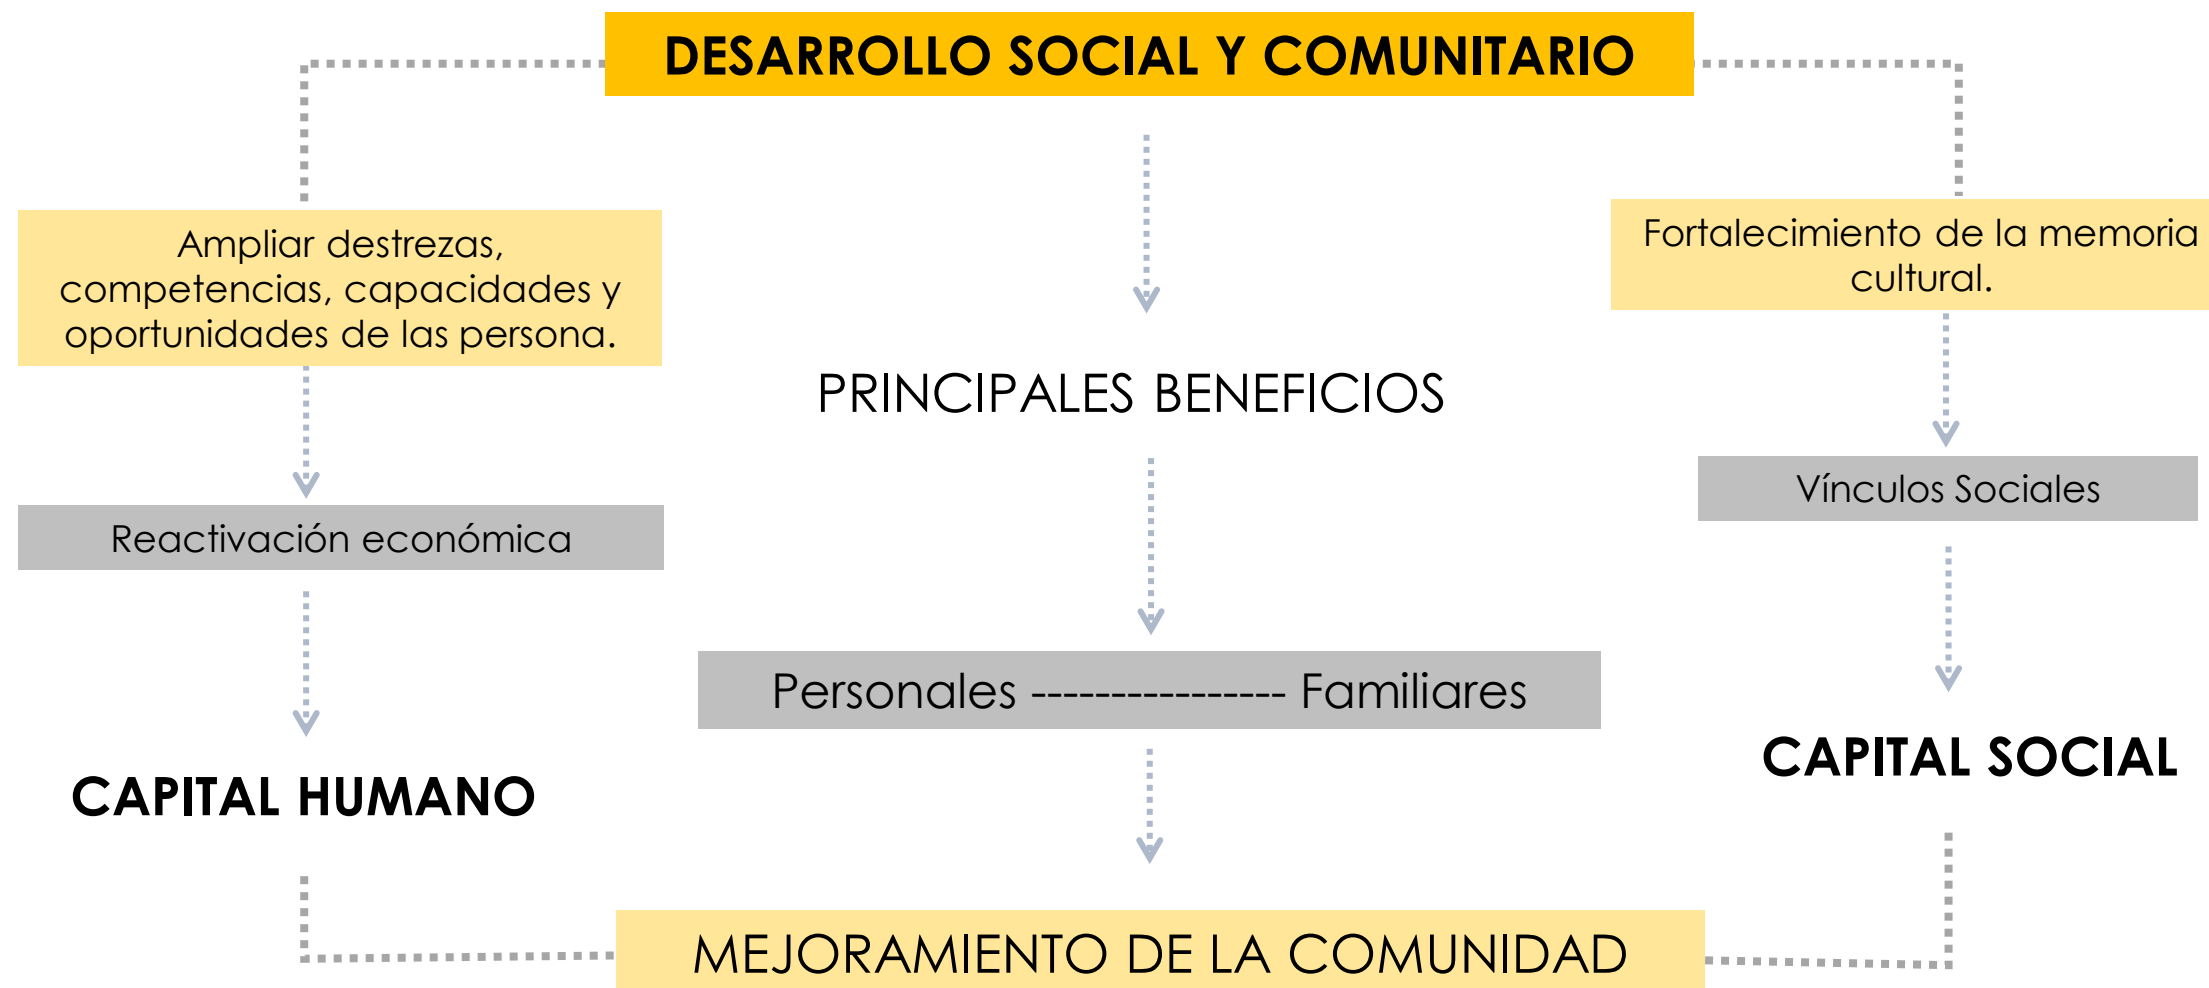 DESARROLLO SOCIAL Y COMUNITARIO
Ampliar destrezas,
competencias, capacidades y
oportunidades de las persona.
Fortalecimiento de la memoria
cultural.
PRINCIPALES BENEFICIOS
Reactivación económica
Vínculos Sociales
Personales ---------------- Familiares
CAPITAL HUMANO
CAPITAL SOCIAL
MEJORAMIENTO DE LA COMUNIDAD